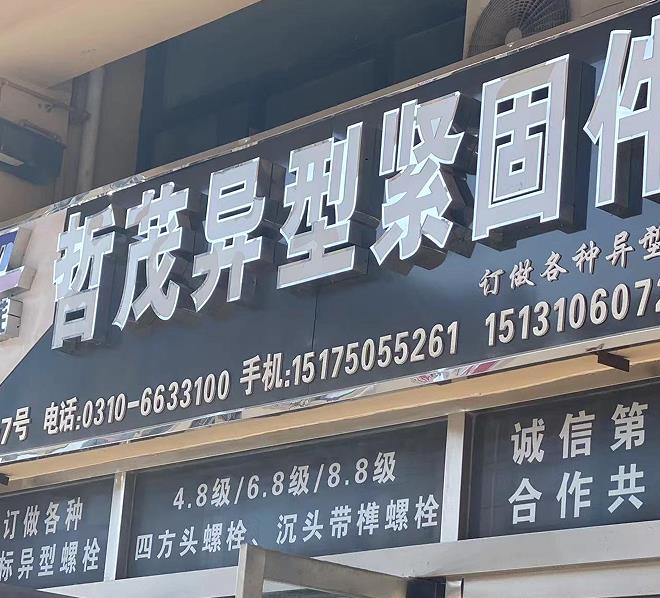 哲茂异型紧固件
订做各种异型
7号 电话:0310-6633100 手机:15175050261 1513106072
订做各种
标异型螺栓
4.8级/6.8级/8.8级
四方头螺栓、沉头带榫螺栓
诚信第
合作共